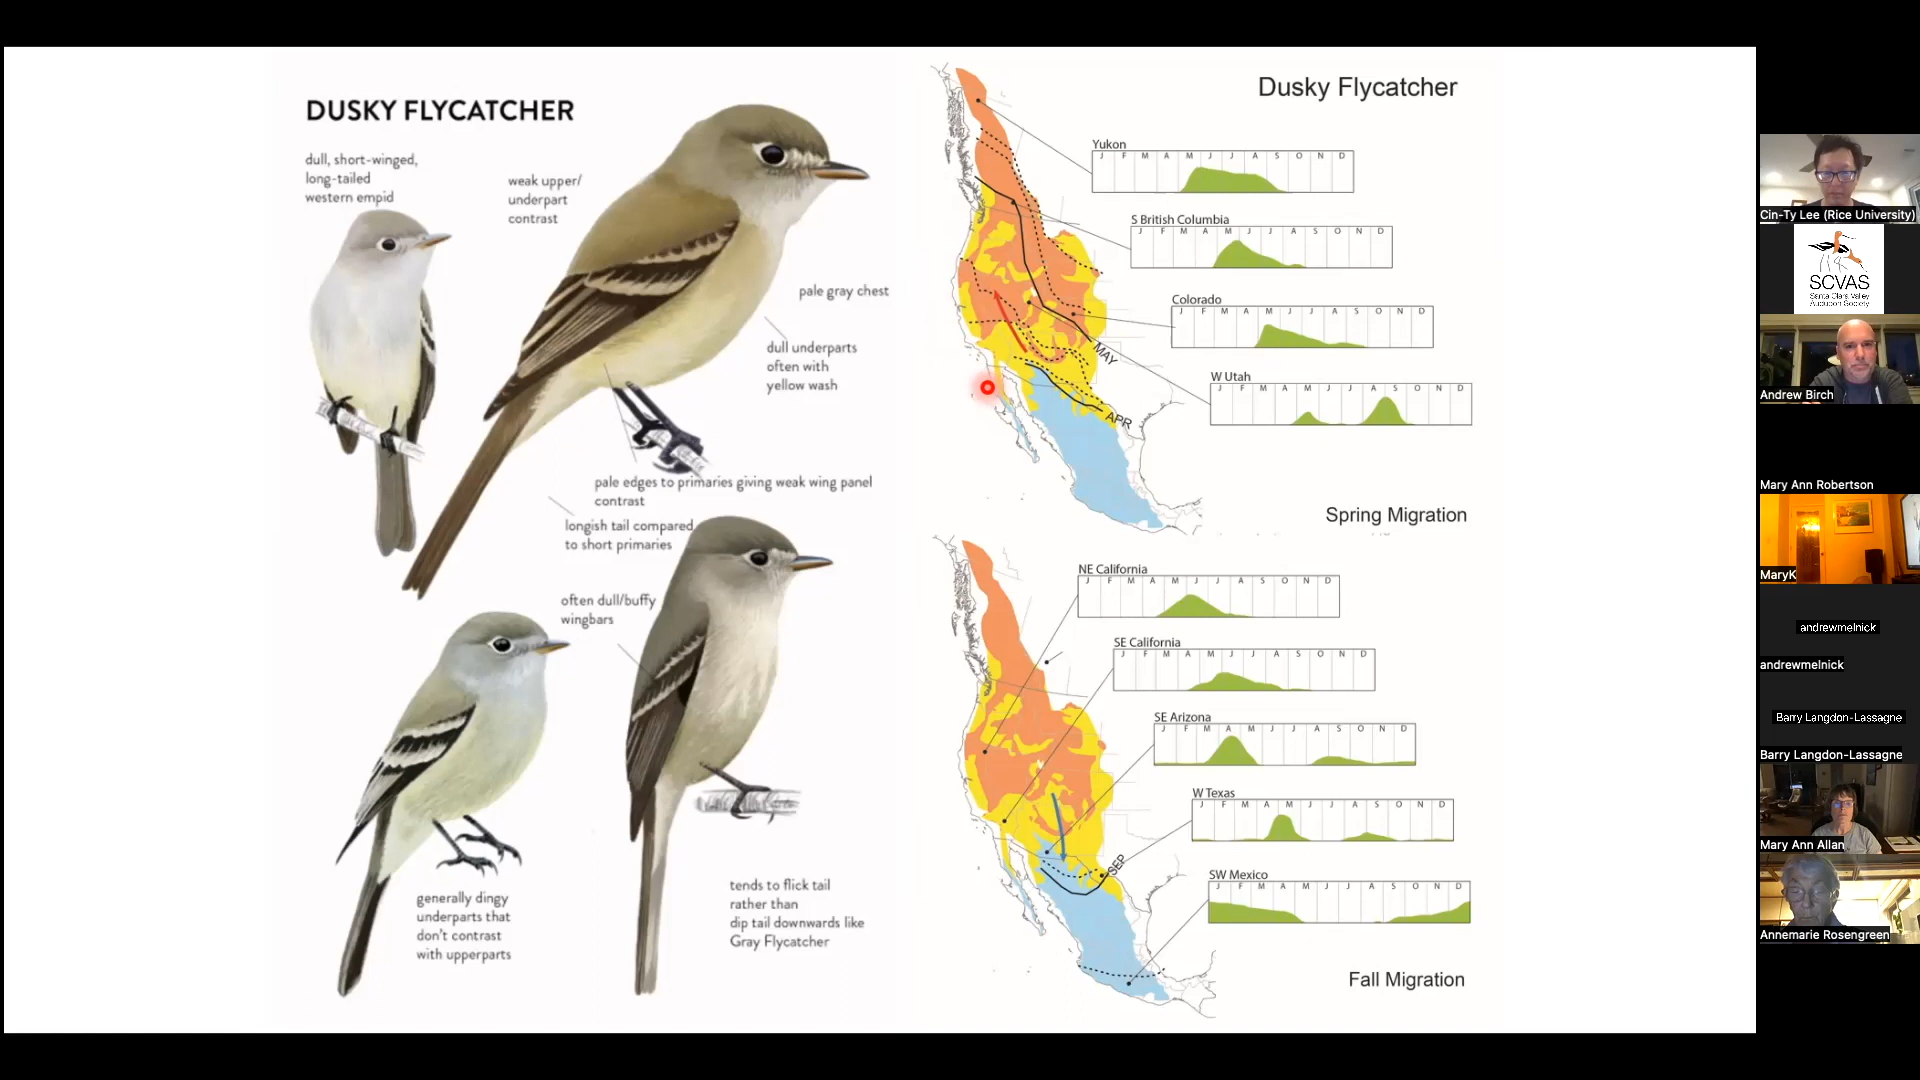 DUSKY FLYCATCHER
dull, short-winged,
long-tailed
western empid
weak upper/
underpart
contrast
pale gray chest
dull underparts
often with
yellow wash
pale edges to primaries giving weak wing panel
contrast
longish tail compared
to short primaries
often dull/buffy
wingbars
generally dingy
underparts that
don't contrast
with upperparts
tends to flick tail
rather than
dip tail downwards like
Gray Flycatcher
Dusky Flycatcher
Yukon
J F M A M J J A S O N D
S British Columbia
J F M A M J J A S O N D
Colorado
J F M A M J J A S O N D
W Utah
J F M A M J J A S O N D
MAY
APR
Spring Migration
NE California
J F M A M J J A S O N D
SE California
J F M A M J J A S O N D
SE Arizona
J F M A M J J A S O N D
W Texas
J F M A M J J A S O N D
SW Mexico
J F M A M J J A S O N D
SEP
Fall Migration
Cin-Ty Lee (Rice University)
SCVAS
Santa Clara Valley
Audubon Society
Andrew Birch
Mary Ann Robertson
MaryK
andrewmelnick
andrewmelnick
Barry Langdon-Lassagne
Barry Langdon-Lassagne
Mary Ann Allan
Annemarie Rosengreen